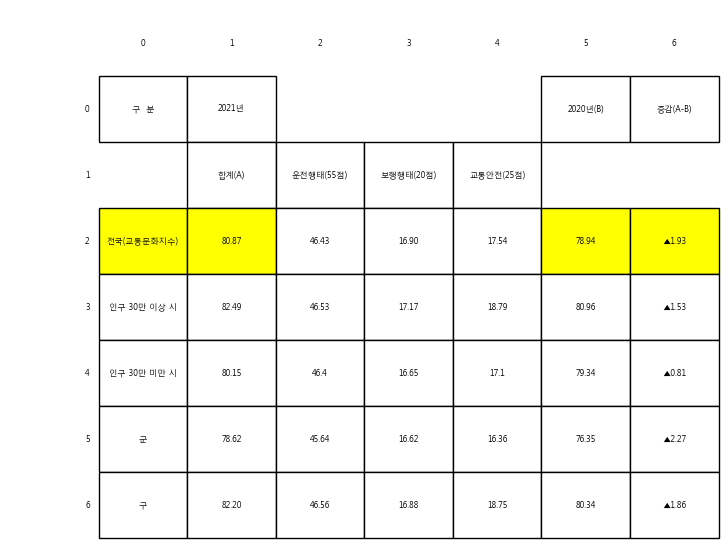 0 1 2 3 4 5 6
0 구 분 2021년 2020년(B) 증감(A-B)
1 합계(A) 운전행태(55점) 보행행태(20점) 교통안전(25점)
2 전국(교통문화지수) 80.87 46.43 16.90 17.54 78.94 ▲1.93
3 인구 30만 이상 시 82.49 46.53 17.17 18.79 80.96 ▲1.53
4 인구 30만 미만 시 80.15 46.4 16.65 17.1 79.34 ▲0.81
5 군 78.62 45.64 16.62 16.36 76.35 ▲2.27
6 구 82.20 46.56 16.88 18.75 80.34 ▲1.86